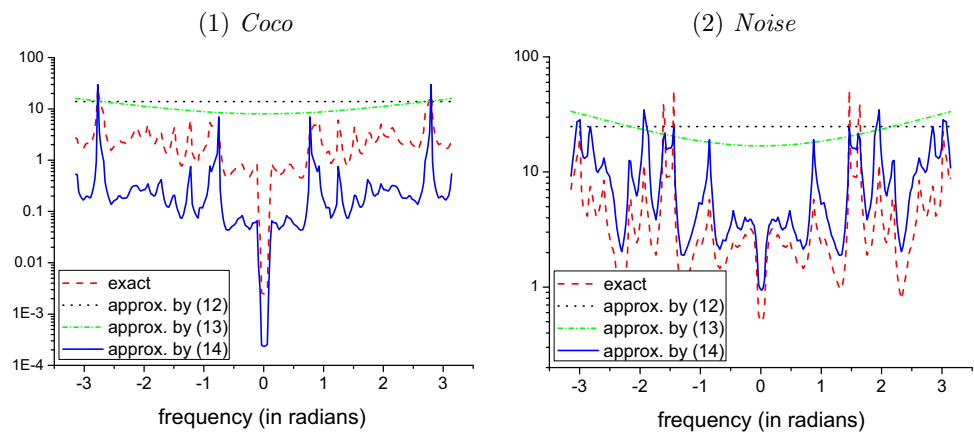 (1) Coco
100
10
1
0.1
0.01
1E-3
1E-4
exact
approx. by (12)
approx. by (13)
approx. by (14)
-3 -2 -1 0 1 2 3
frequency (in radians)
(2) Noise
100
10
1
exact
approx. by (12)
approx. by (13)
approx. by (14)
-3 -2 -1 0 1 2 3
frequency (in radians)